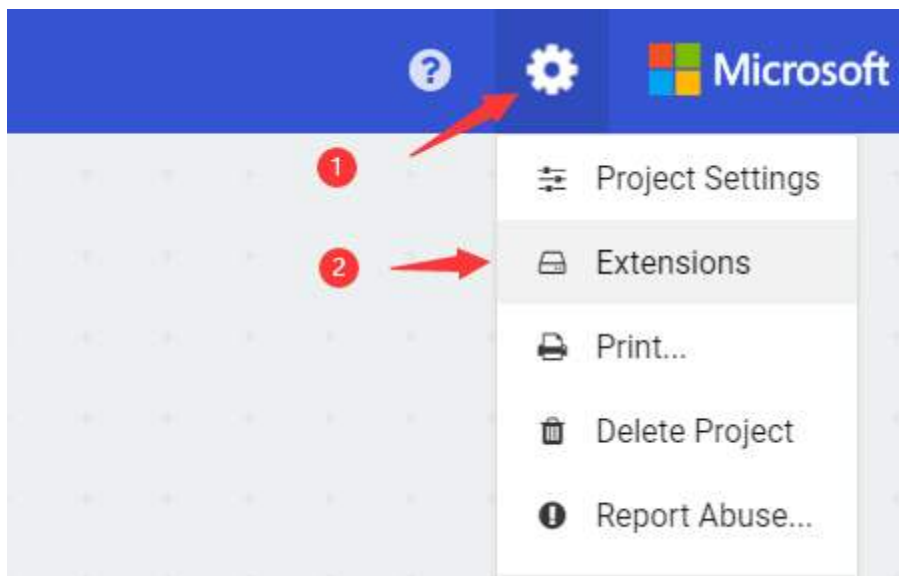 ?
Microsoft
1
Project Settings
2
Extensions
Print...
Delete Project
Report Abuse...